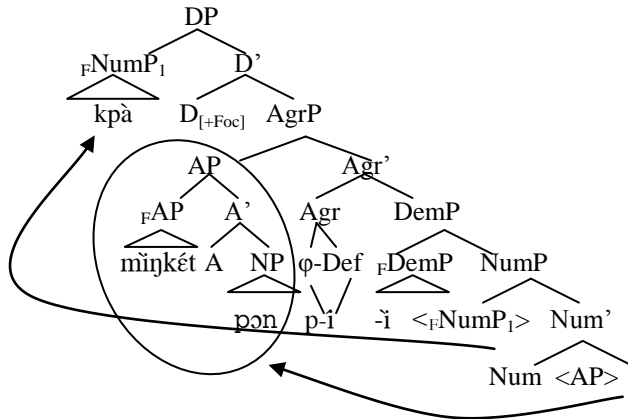 DP
FNumP1 D’
kpà D[+Foc] AgrP
AP Agr’
FAP A’ Agr DemP
mìŋkɛ́t A NP φ-Def FDemP NumP
pɔn p-ǐ -ǐ <FNumP1> Num’
Num <AP>